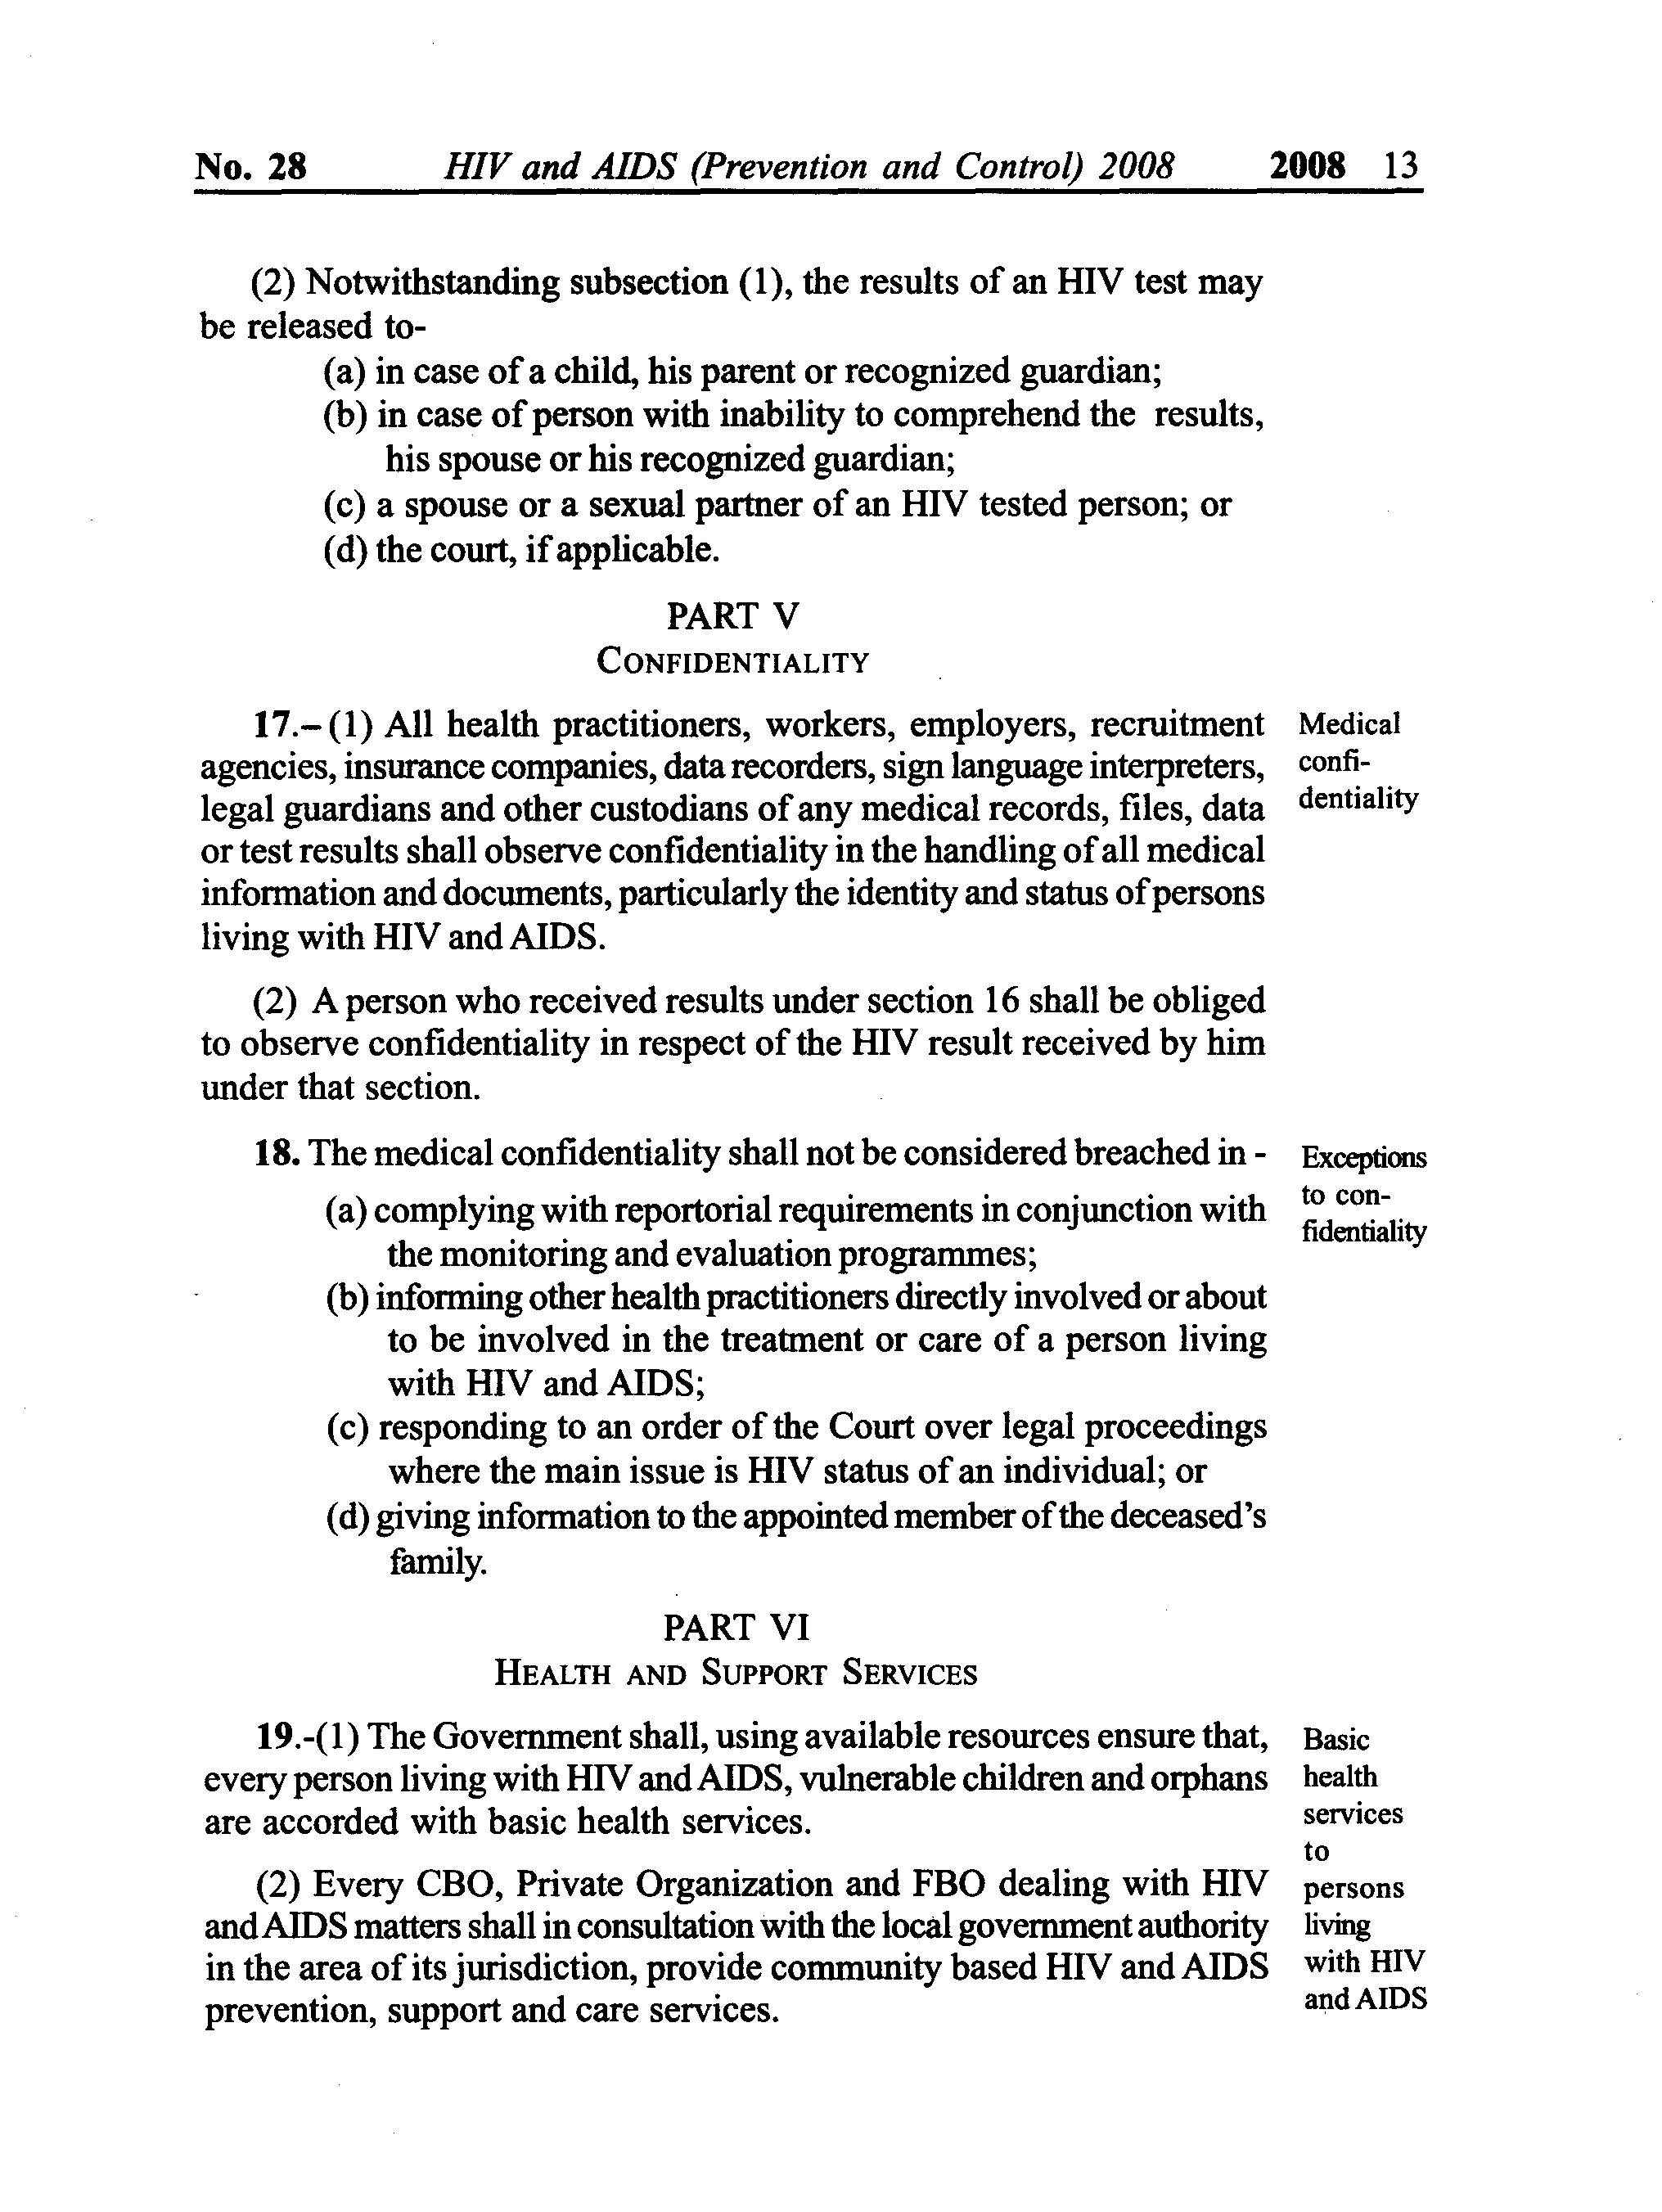 No. 28 HIV and AIDS (Prevention and Control) 2008 2008 13
(2) Notwithstanding subsection (1), the results of an HIV test may
be released to-
(a) in case of a child, his parent or recognized guardian;
(b) in case of person with inability to comprehend the results,
his spouse or his recognized guardian;
(c) a spouse or a sexual partner of an HIV tested person; or
(d) the court, if applicable.
PART V
CONFIDENTIALITY
17.–(1) All health practitioners, workers, employers, recruitment
agencies, insurance companies, data recorders, sign language interpreters,
legal guardians and other custodians of any medical records, files, data
or test results shall observe confidentiality in the handling of all medical
information and documents, particularly the identity and status of persons
living with HIV and AIDS.
Medical
confi-
dentiality
(2) A person who received results under section 16 shall be obliged
to observe confidentiality in respect of the HIV result received by him
under that section.
18. The medical confidentiality shall not be considered breached in -
Exceptions
to con-
fidentiality
(a) complying with reportorial requirements in conjunction with
the monitoring and evaluation programmes;
(b) informing other health practitioners directly involved or about
to be involved in the treatment or care of a person living
with HIV and AIDS;
(c) responding to an order of the Court over legal proceedings
where the main issue is HIV status of an individual; or
(d) giving information to the appointed member of the deceased's
family.
PART VI
HEALTH AND SUPPORT SERVICES
19.-(1) The Government shall, using available resources ensure that,
every person living with HIV and AIDS, vulnerable children and orphans
are accorded with basic health services.
Basic
health
services
to
persons
living
with HIV
and AIDS
(2) Every CBO, Private Organization and FBO dealing with HIV
and AIDS matters shall in consultation with the local government authority
in the area of its jurisdiction, provide community based HIV and AIDS
prevention, support and care services.